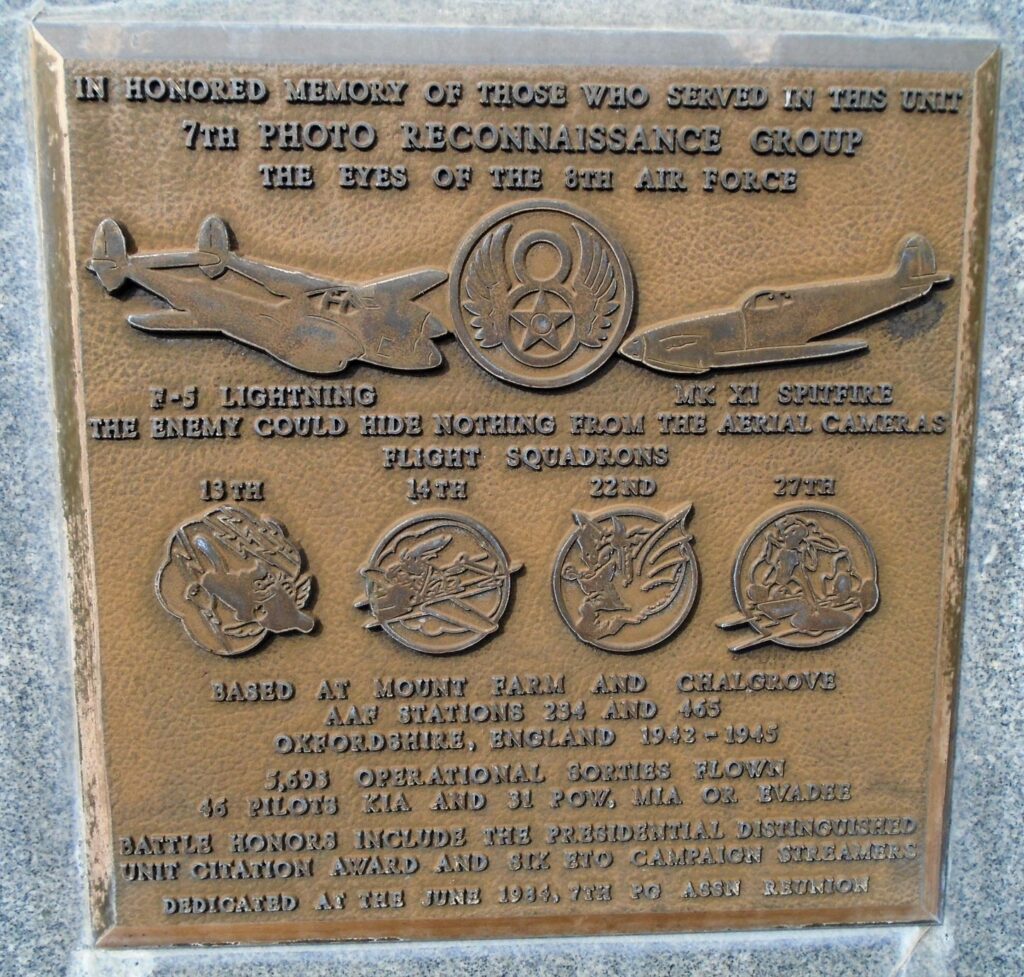 IN HONORED MEMORY OF THOSE WHO SERVED IN THIS UNIT
7TH PHOTO RECONNAISSANCE GROUP
THE EYES OF THE 8TH AIR FORCE
F-5 LIGHTNING MK XI SPITFIRE
THE ENEMY COULD HIDE NOTHING FROM THE AERIAL CAMERAS
FLIGHT SQUADRONS
13TH 14TH 22ND 27TH
BASED AT MOUNT FARM AND CHALGROVE
AAF STATIONS 234 AND 465
OXFORDSHIRE, ENGLAND 1942-1945
5,693 OPERATIONAL SORTIES FLOWN
46 PILOTS KIA AND 31 POW, MIA OR EVADEE
BATTLE HONORS INCLUDE THE PRESIDENTIAL DISTINGUISHED
UNIT CITATION AWARD AND SIX ETO CAMPAIGN STREAMERS
DEDICATED AT THE JUNE 1984, 7TH PG ASSN REUNION